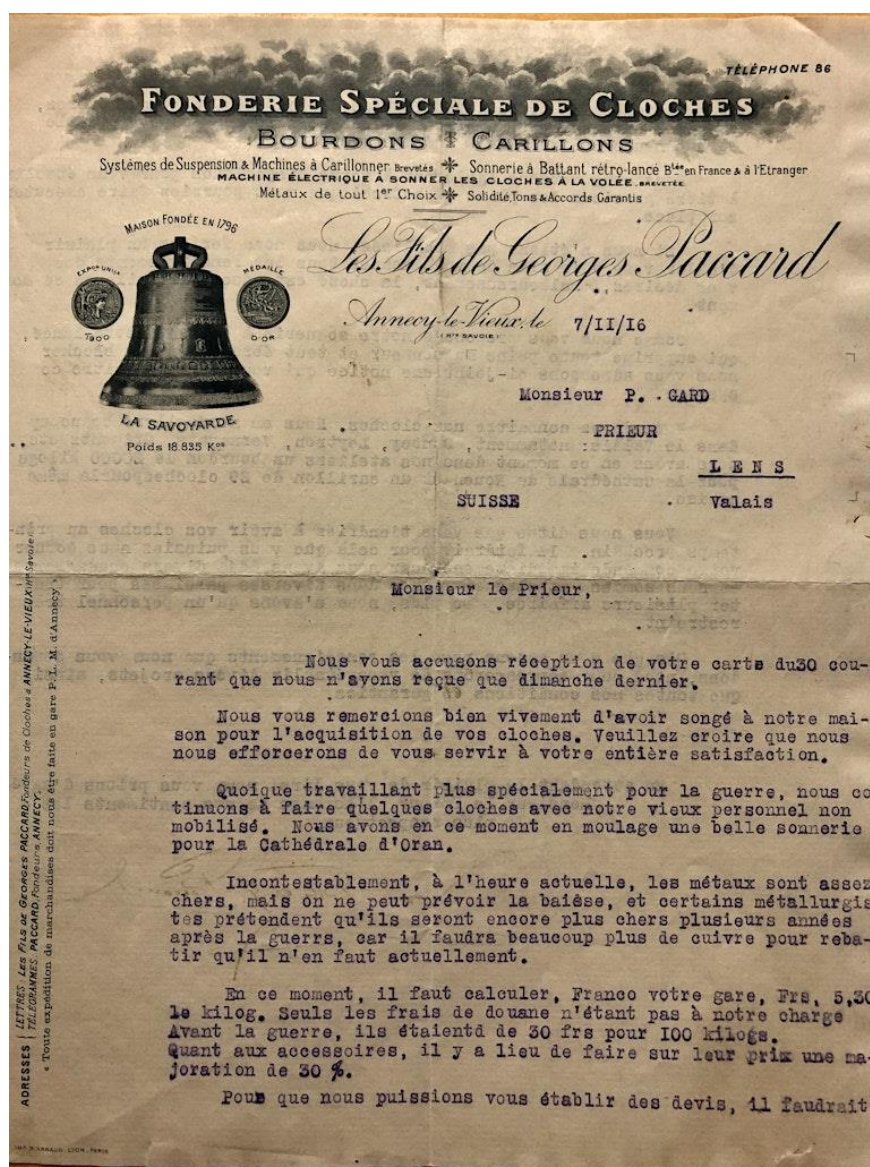 TÉLÉPHONE 86
FONDERIE SPÉCIALE DE CLOCHES
BOURDONS CARILLONS
Systèmes de Suspension & Machines à Carillonner Brevetés Sonnerie à Battant rétro-lancé Btée en France & à l'Etranger
MACHINE ÉLECTRIQUE À SONNER LES CLOCHES À LA VOLÉE, BREVETÉE
Métaux de tout 1er Choix Solidité, Tons & Accords Garantis
MAISON FONDÉE EN 1796
EXPON UNIVLLE
1900
MÉDAILLE
D'OR
LA SAVOYARDE
Poids 18.835 Kos
Les Fils de Georges Paccard
Annecy-le-Vieux, le 7/II/16
(HTE SAVOIE)
Monsieur P. GARD
PRIEUR
LENS
SUISSE Valais
Monsieur le Prieur,
Nous vous accusons réception de votre carte du30 cou-
rant que nous n'avons reçue que dimanche dernier.
Nous vous remercions bien vivement d'avoir songé à notre mai-
son pour l'acquisition de vos cloches. Veuillez croire que nous
nous efforcerons de vous servir à votre entière satisfaction.
Quoique travaillant plus spécialement pour la guerre, nous co
tinuons à faire quelques cloches avec notre vieux personnel non
mobilisé. Nous avons en ce moment en moulage une belle sonnerie
pour la Cathédrale d'Oran.
Incontestablement, à l'heure actuelle, les métaux sont assez
chers, mais on ne peut prévoir la baisse, et certains métallurgis
tes prétendent qu'ils seront encore plus chers plusieurs années
après la guerrs, car il faudra beaucoup plus de cuivre pour reba-
tir qu'il n'en faut actuellement.
En ce moment, il faut calculer, Franco votre gare, Frs, 5,30
le kilog. Seuls les frais de douane n'étant pas à notre charge
Avant la guerre, ils étaientd de 30 frs pour I00 kilogs.
Quant aux accessoires, il y a lieu de faire sur leur prix une ma-
joration de 30 %.
Pour que nous puissions vous établir des devis, il faudrait
ADRESSES
LETTRES: LES FILS DE GEORGES PACCARD, Fondeurs de Cloches à ANNECY-LE-VIEUX (Hte Savoie)
TÉLÉGRAMMES: PACCARD, Fondeurs, ANNECY.
« Toute expédition de marchandises doit nous être faite en gare P.-L. M. d'Annecy »